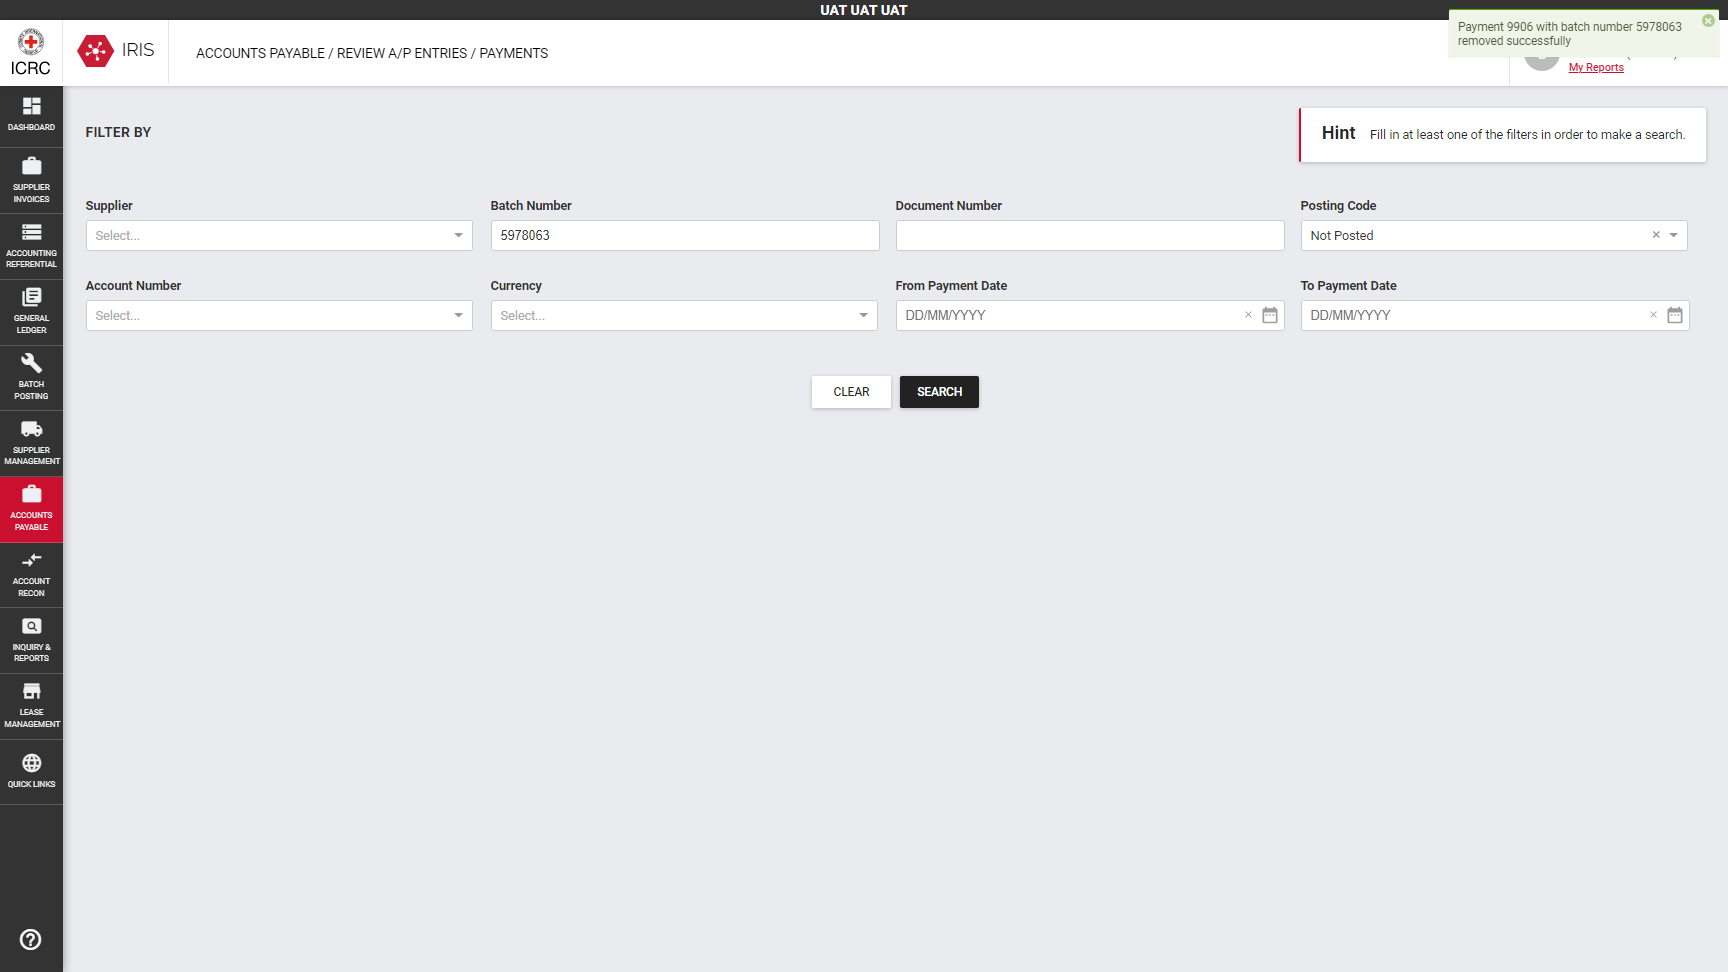 UAT UAT UAT
ICRC
IRIS
ACCOUNTS PAYABLE / REVIEW A/P ENTRIES / PAYMENTS
Payment 9906 with batch number 5978063
removed successfully
My Reports
DASHBOARD
SUPPLIER
INVOICES
ACCOUNTING
REFERENTIAL
GENERAL
LEDGER
BATCH
POSTING
SUPPLIER
MANAGEMENT
ACCOUNTS
PAYABLE
ACCOUNT
RECON
INQUIRY &
REPORTS
LEASE
MANAGEMENT
QUICK LINKS
FILTER BY
Hint Fill in at least one of the filters in order to make a search.
Supplier
Select...
Batch Number
5978063
Document Number
Posting Code
Not Posted
Account Number
Select...
Currency
Select...
From Payment Date
DD/MM/YYYY
To Payment Date
DD/MM/YYYY
CLEAR
SEARCH